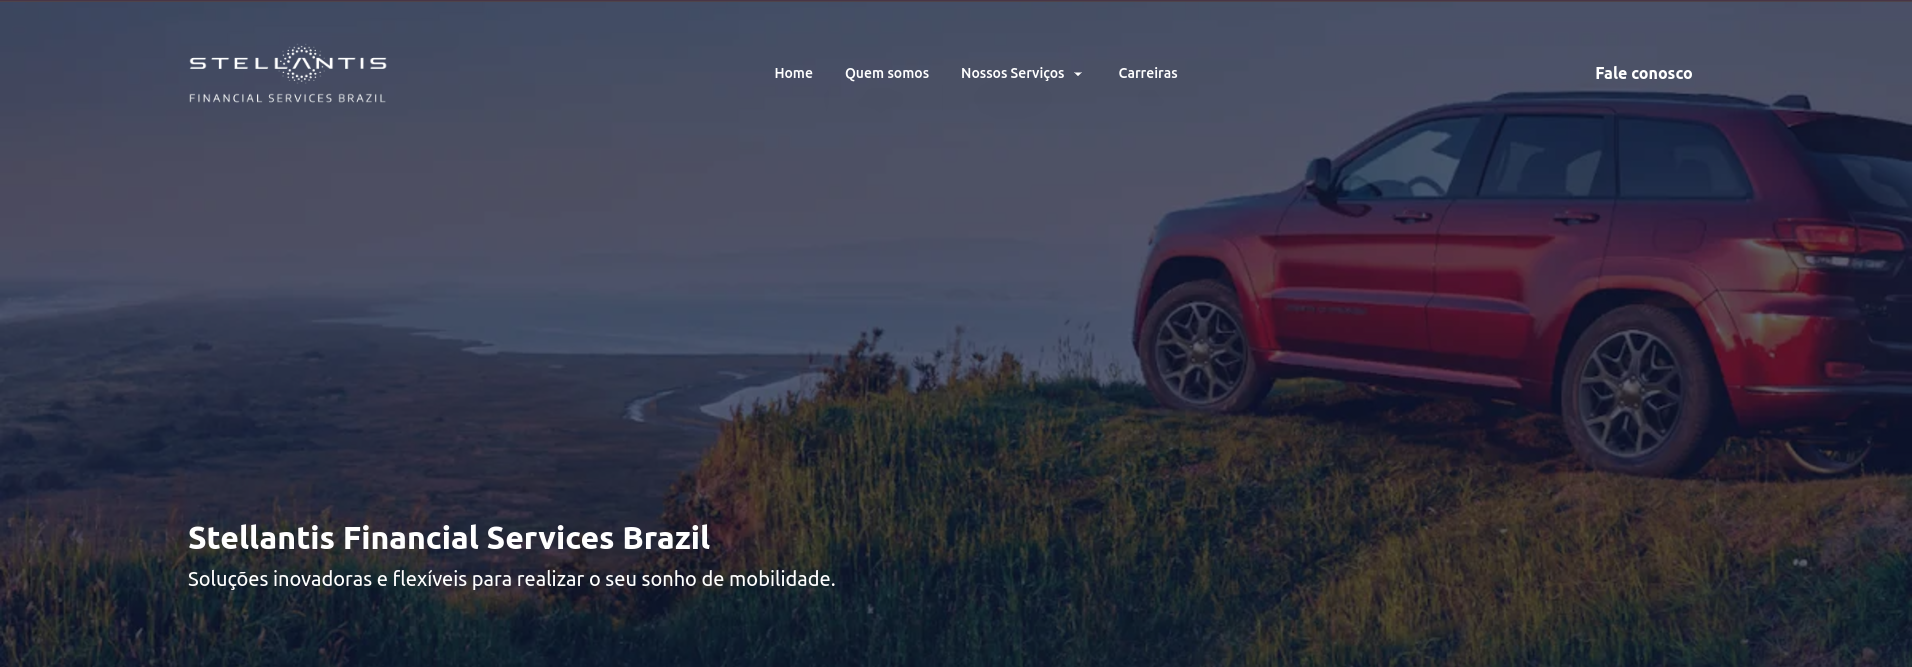 STELLANTIS
FINANCIAL SERVICES BRAZIL
Home
Quem somos
Nossos Serviços
Carreiras
Fale conosco
Stellantis Financial Services Brazil
Soluções inovadoras e flexíveis para realizar o seu sonho de mobilidade.